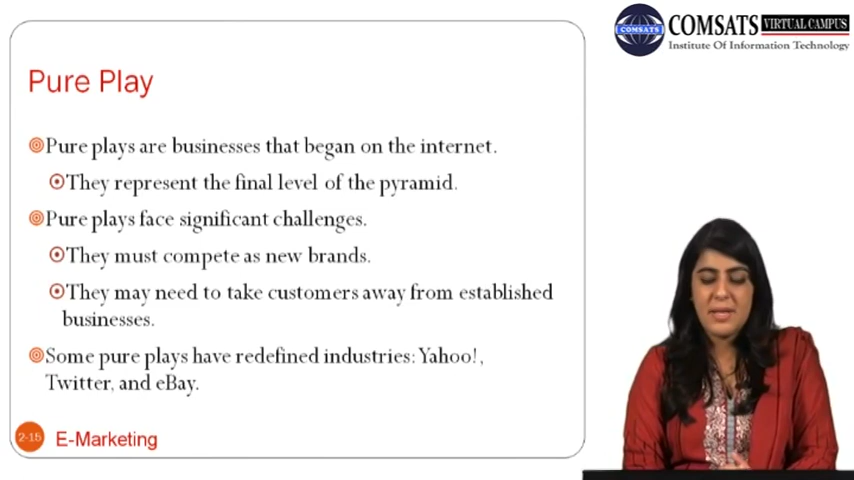 COMSATS
COMSATS VIRTUAL CAMPUS
Institute Of Information Technology
Pure Play
Pure plays are businesses that began on the internet.
They represent the final level of the pyramid.
Pure plays face significant challenges.
They must compete as new brands.
They may need to take customers away from established
businesses.
Some pure plays have redefined industries: Yahoo!,
Twitter, and eBay.
2-15 E-Marketing